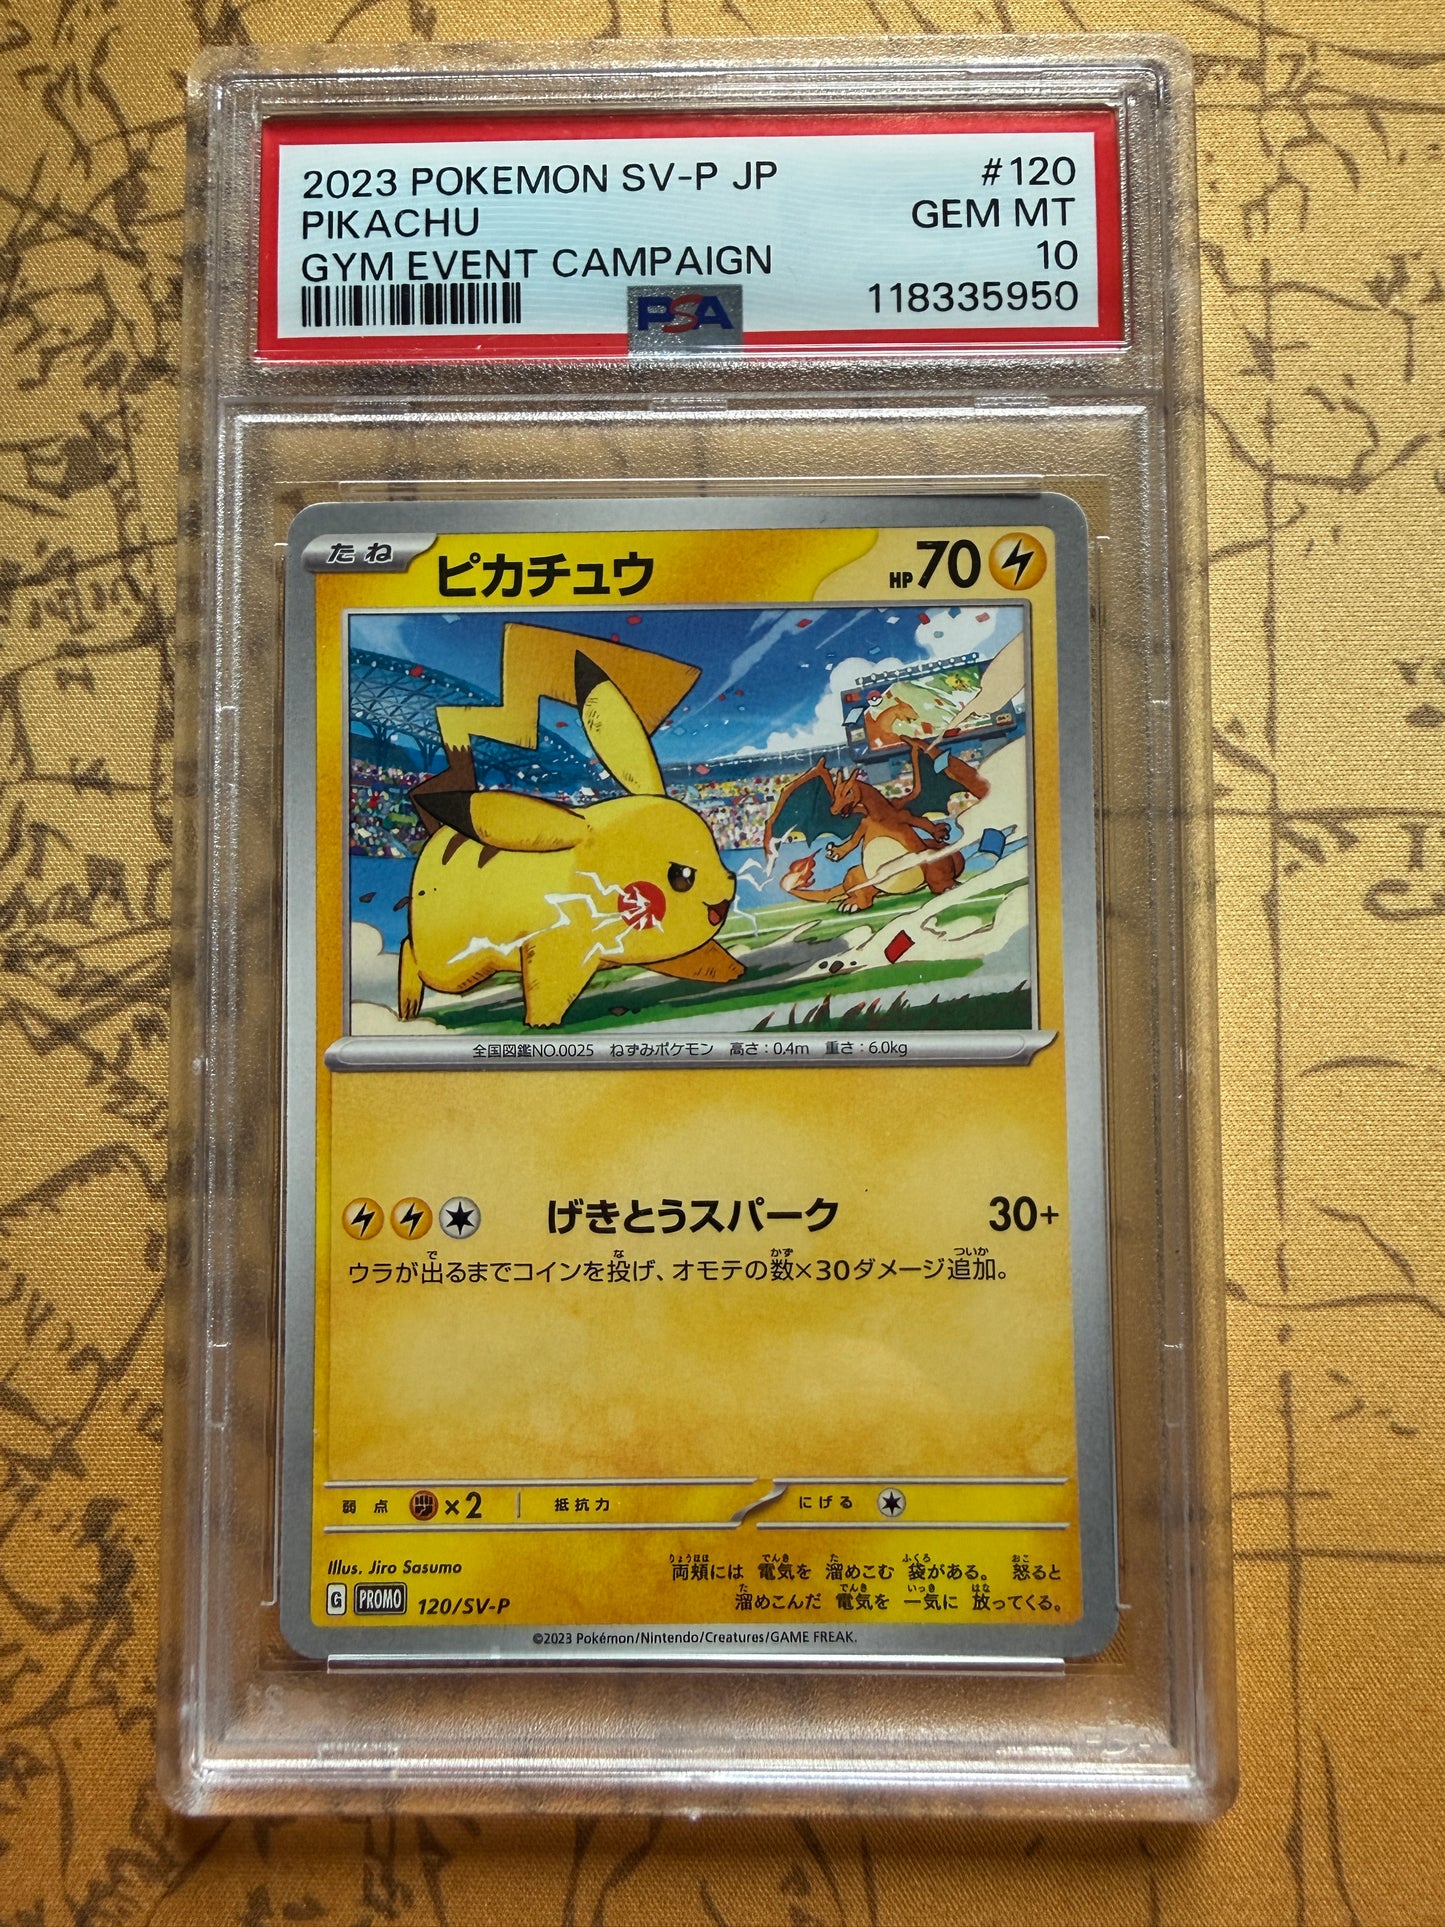 2023 POKEMON SV-P JP #120
PIKACHU GEM MT
GYM EVENT CAMPAIGN 10
PSA 118335950
たね ピカチュウ HP70
全国図鑑NO.0025 ねずみポケモン 高さ:0.4m 重さ:6.0kg
げきとうスパーク 30+
ウラが出るまでコインを投げ、オモテの数×30ダメージ追加。
弱点 ×2 抵抗力 にげる
Illus. Jiro Sasumo
両頬には 電気を 溜めこむ 袋がある。 怒ると
溜めこんだ 電気を 一気に 放ってくる。
G PROMO 120/SV-P
©2023 Pokémon/Nintendo/Creatures/GAME FREAK.